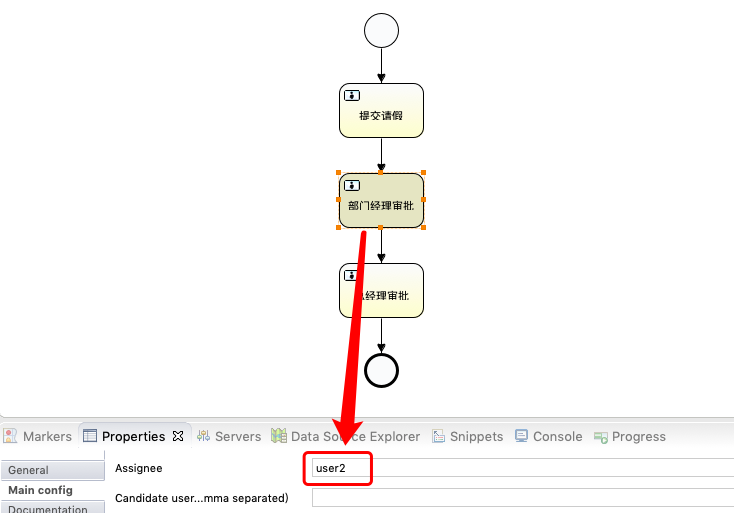 提交请假
部门经理审批
经理审批
Markers
Properties
Servers
Data Source Explorer
Snippets
Console
Progress
General
Assignee
user2
Main config
Candidate user...mma separated)
Documentation